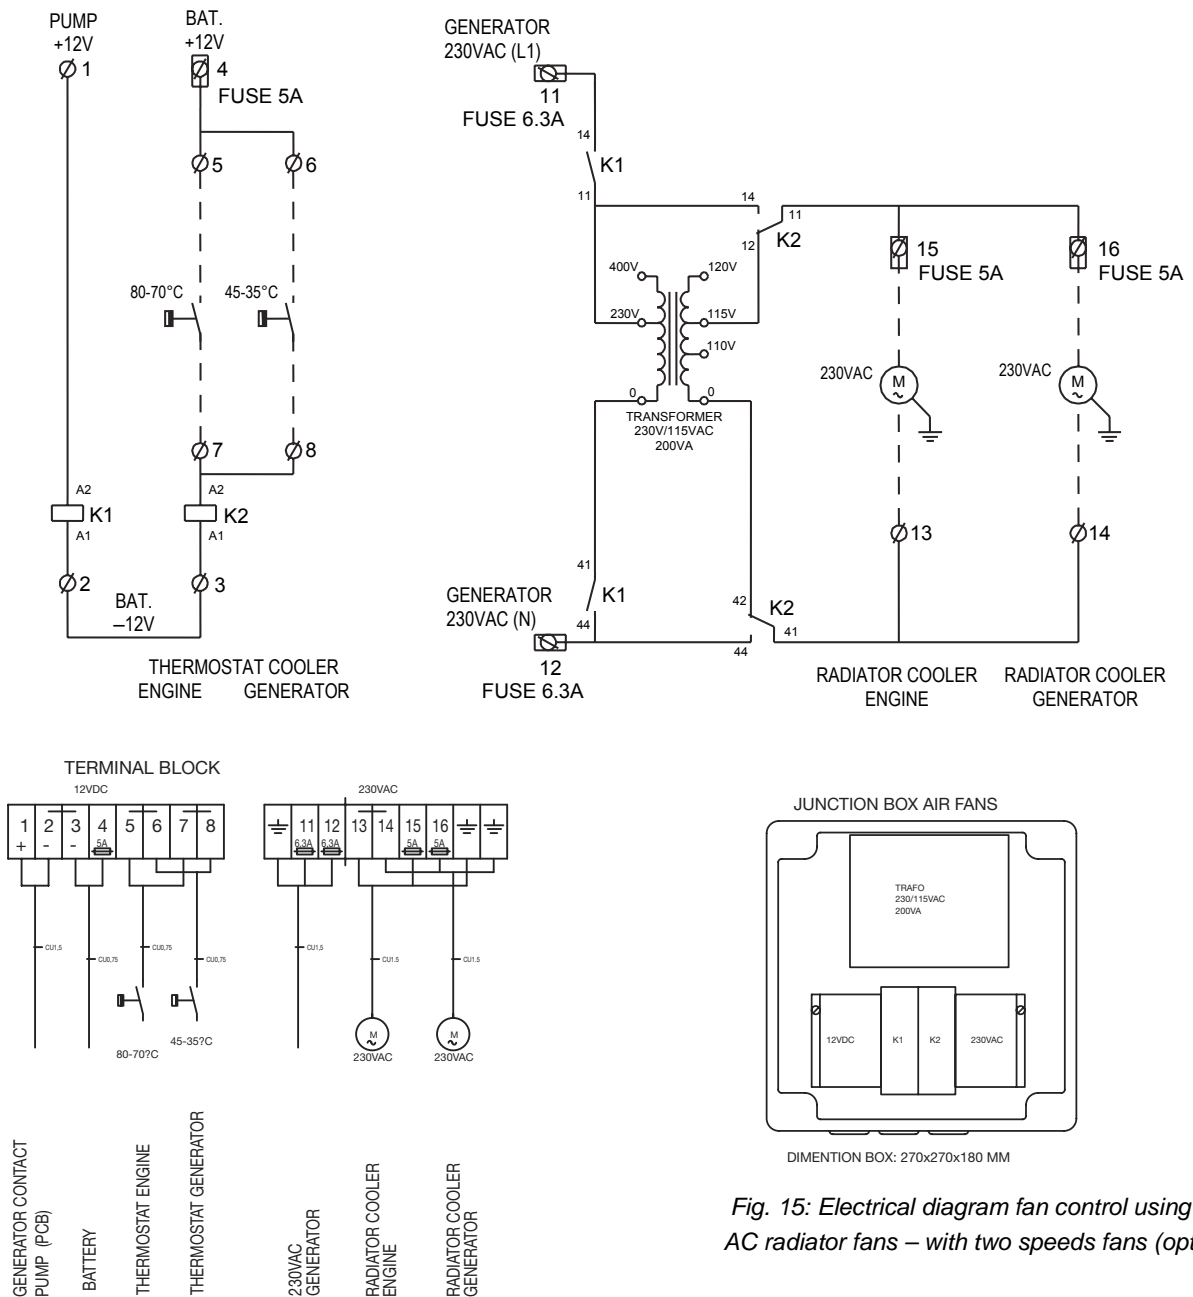 PUMP
+12V
1
BAT.
+12V
4
FUSE 5A
5
6
80-70°C
45-35°C
7
8
A2
K1
A1
A2
K2
A1
2
3
BAT.
–12V
THERMOSTAT COOLER
ENGINE
GENERATOR
GENERATOR
230VAC (L1)
11
FUSE 6.3A
14
K1
11
14
11
12
K2
400V
120V
230V
115V
110V
0
0
TRANSFORMER
230V/115VAC
200VA
15
FUSE 5A
16
FUSE 5A
230VAC
M
~
230VAC
M
~
13
14
41
K1
44
GENERATOR
230VAC (N)
12
FUSE 6.3A
42
K2
41
44
RADIATOR COOLER
ENGINE
RADIATOR COOLER
GENERATOR
TERMINAL BLOCK
12VDC
230VAC
1 2 3 4 5 6 7 8
+ - - 5A
11 12 13 14 15 16
6,3A 6,3A 5A 5A
CU1,5
CU0,75
CU0,75
CU0,75
CU1,5
CU1.5
CU1.5
80-70?C
45-35?C
M
~
230VAC
M
~
230VAC
GENERATOR CONTACT
PUMP (PCB)
BATTERY
THERMOSTAT ENGINE
THERMOSTAT GENERATOR
230VAC
GENERATOR
RADIATOR COOLER
ENGINE
RADIATOR COOLER
GENERATOR
JUNCTION BOX AIR FANS
TRAFO
230/115VAC
200VA
12VDC
K1
K2
230VAC
DIMENTION BOX: 270x270x180 MM
Fig. 15: Electrical diagram fan control using
AC radiator fans – with two speeds fans (opt